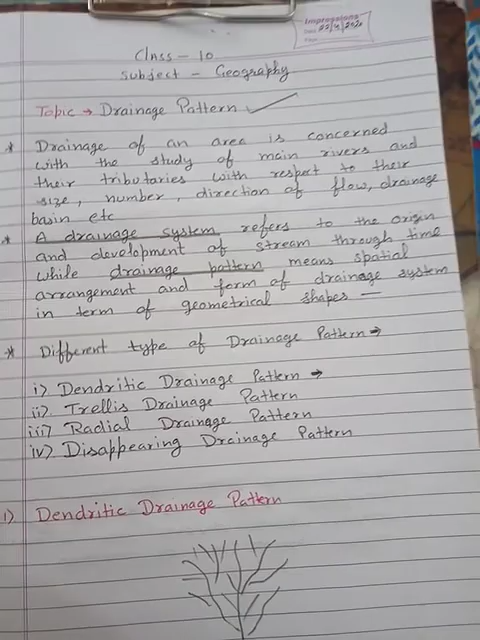 Impressions
Date
Class - 10
Subject - Geography
Topic → Drainage Pattern
* Drainage of an area is concerned
with the study of main rivers and
their tributaries with respect to their
size, number, direction of flow, drainage
basin etc
* A drainage system refers to the origin
and development of stream through time
while drainage pattern means spatial
arrangement and form of drainage system
in term of geometrical shapes —
* Different type of Drainage Pattern →
i) Dendritic Drainage Pattern →
ii) Trellis Drainage Pattern
iii) Radial Drainage Pattern
iv) Disappearing Drainage Pattern
i) Dendritic Drainage Pattern